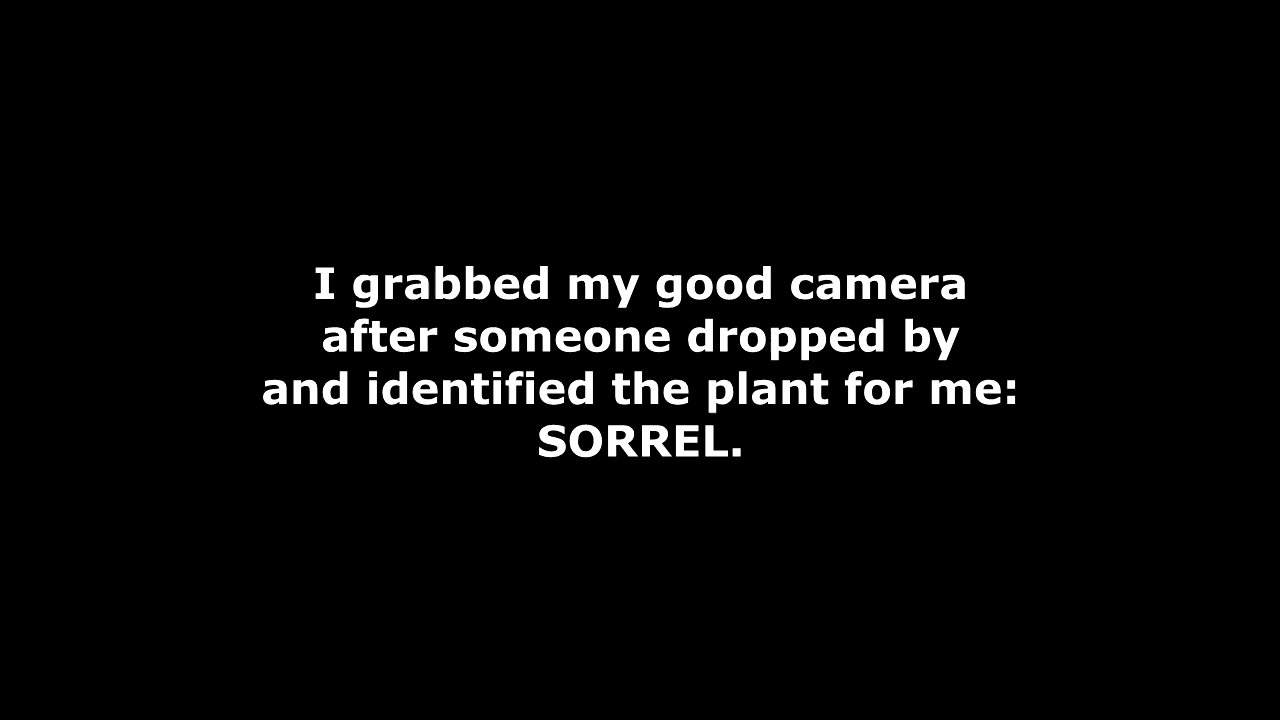 I grabbed my good camera
after someone dropped by
and identified the plant for me:
SORREL.